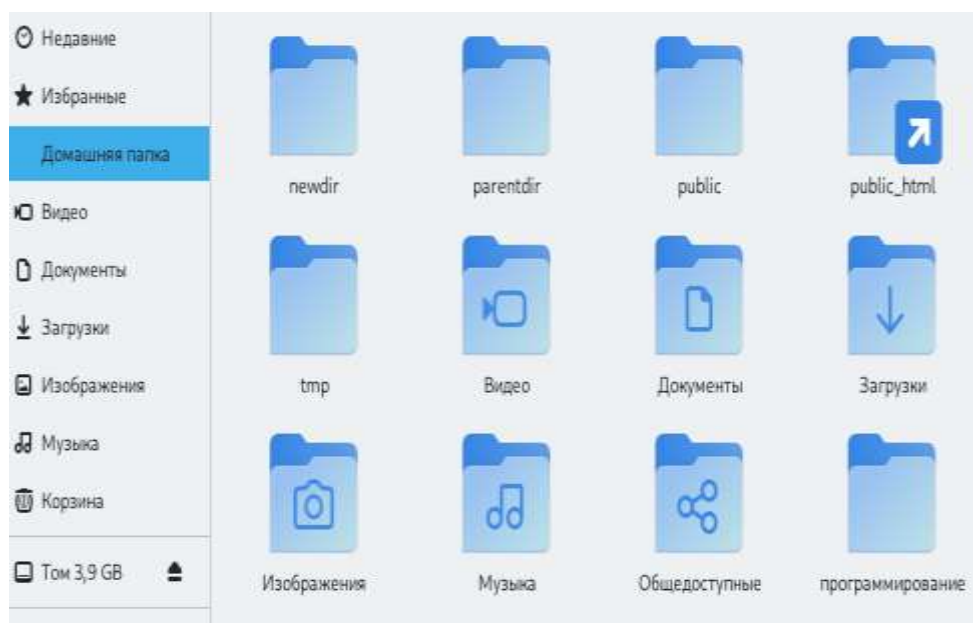 Недавние
Избранные
Домашняя папка
Видео
Документы
Загрузки
Изображения
Музыка
Корзина
Том 3,9 GB
newdir
parentdir
public
public_html
tmp
Видео
Документы
Загрузки
Изображения
Музыка
Общедоступные
программирование